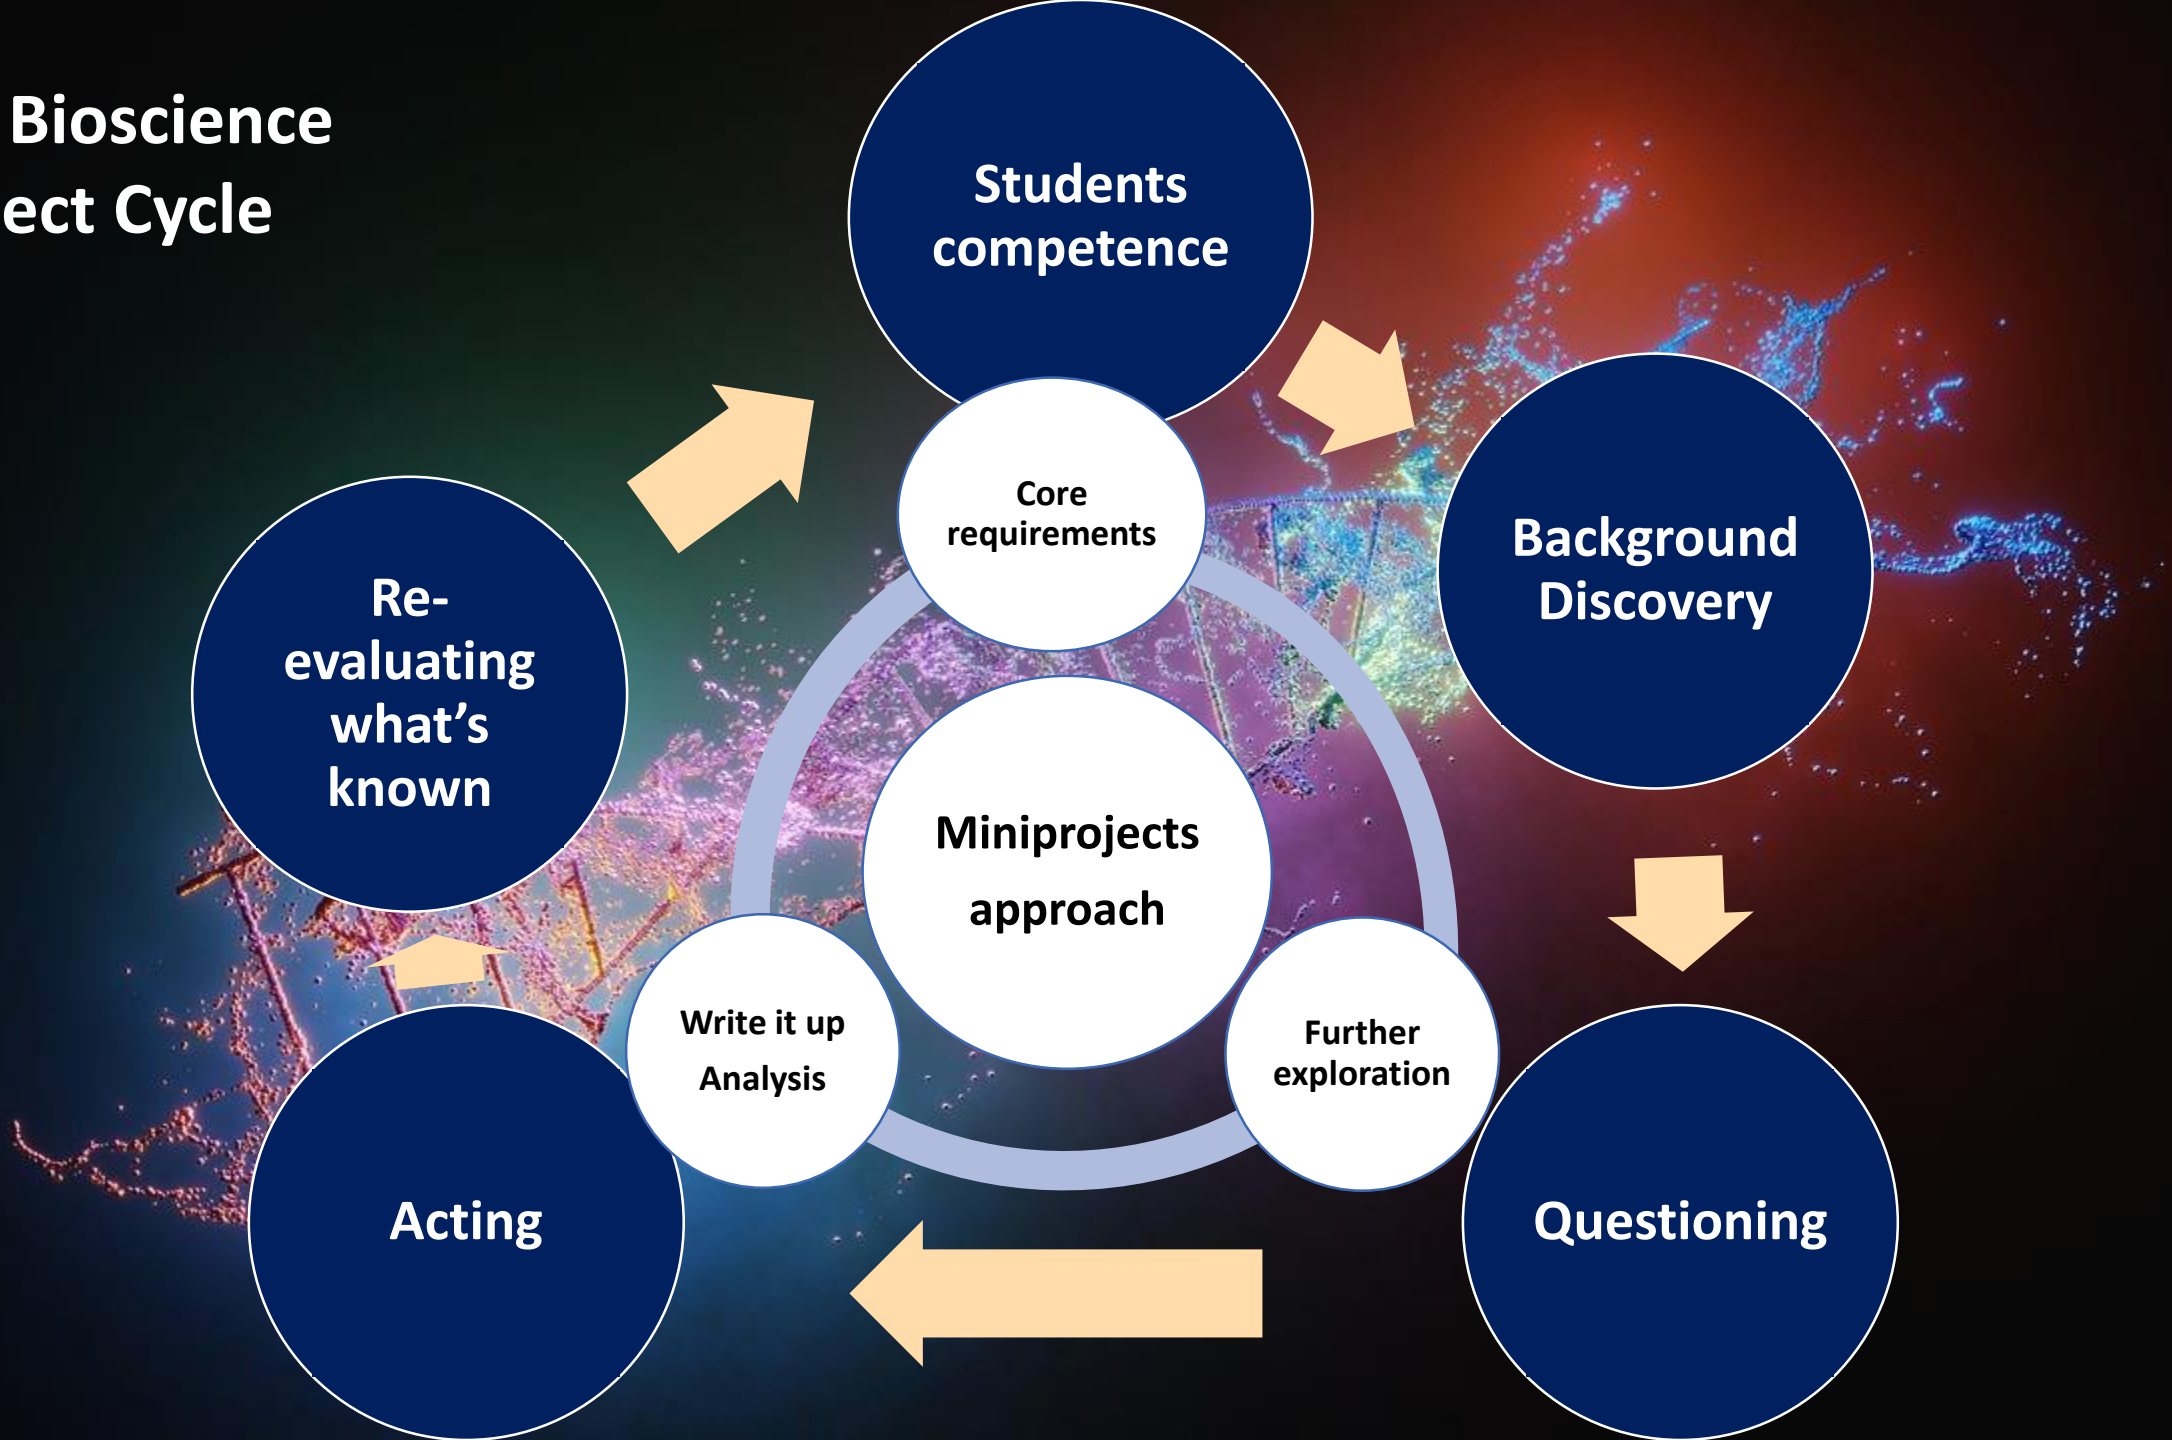 Bioscience
ect Cycle
Students
competence
Core
requirements
Background
Discovery
Re-
evaluating
what's
known
Miniprojects
approach
Write it up
Analysis
Further
exploration
Acting
Questioning